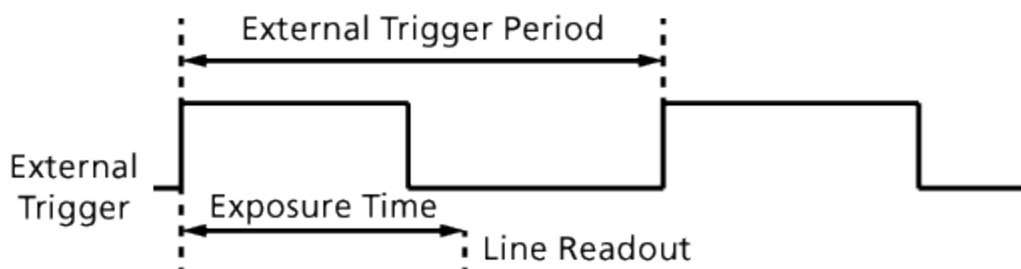 External Trigger Period
External
Trigger
Exposure Time
Line Readout